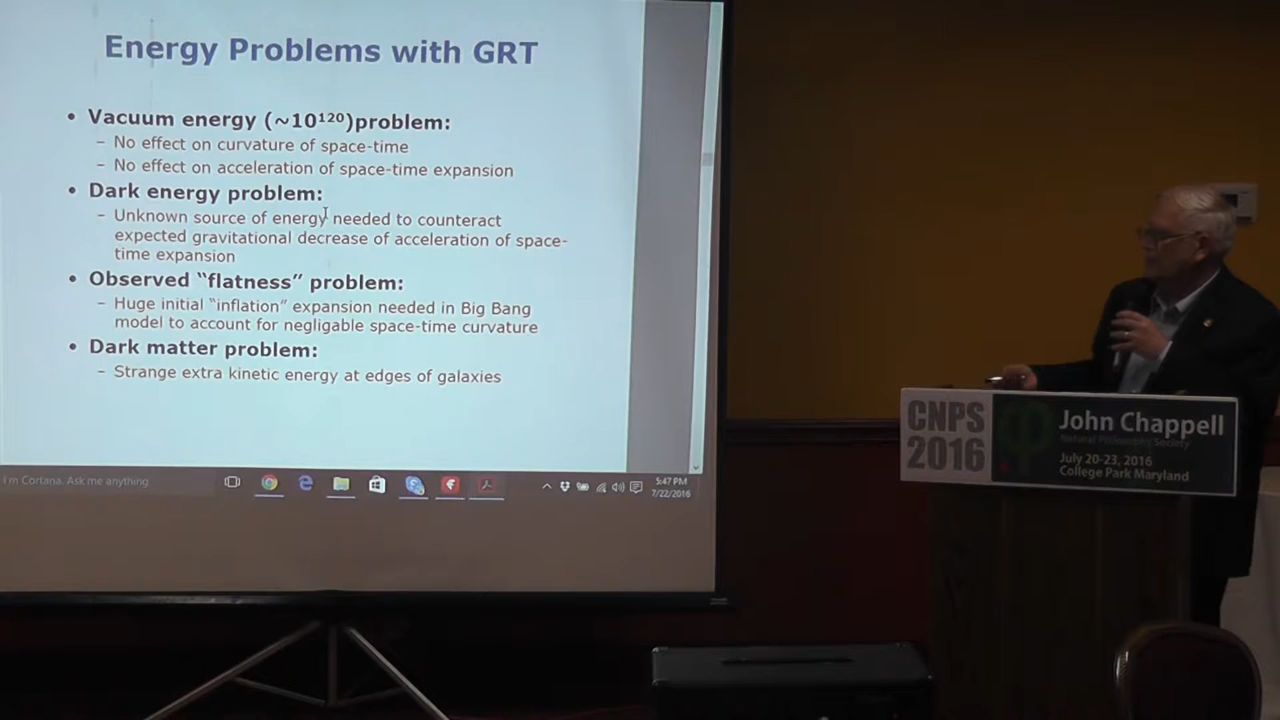 Energy Problems with GRT
• Vacuum energy (~10¹²⁰)problem:
– No effect on curvature of space-time
– No effect on acceleration of space-time expansion
• Dark energy problem:
– Unknown source of energy needed to counteract
expected gravitational decrease of acceleration of space-
time expansion
• Observed “flatness” problem:
– Huge initial “inflation” expansion needed in Big Bang
model to account for negligable space-time curvature
• Dark matter problem:
– Strange extra kinetic energy at edges of galaxies
I'm Cortana. Ask me anything
5:47 PM
7/22/2016
CNPS
2016
John Chappell
Natural Philosophy Society
July 20-23, 2016
College Park Maryland